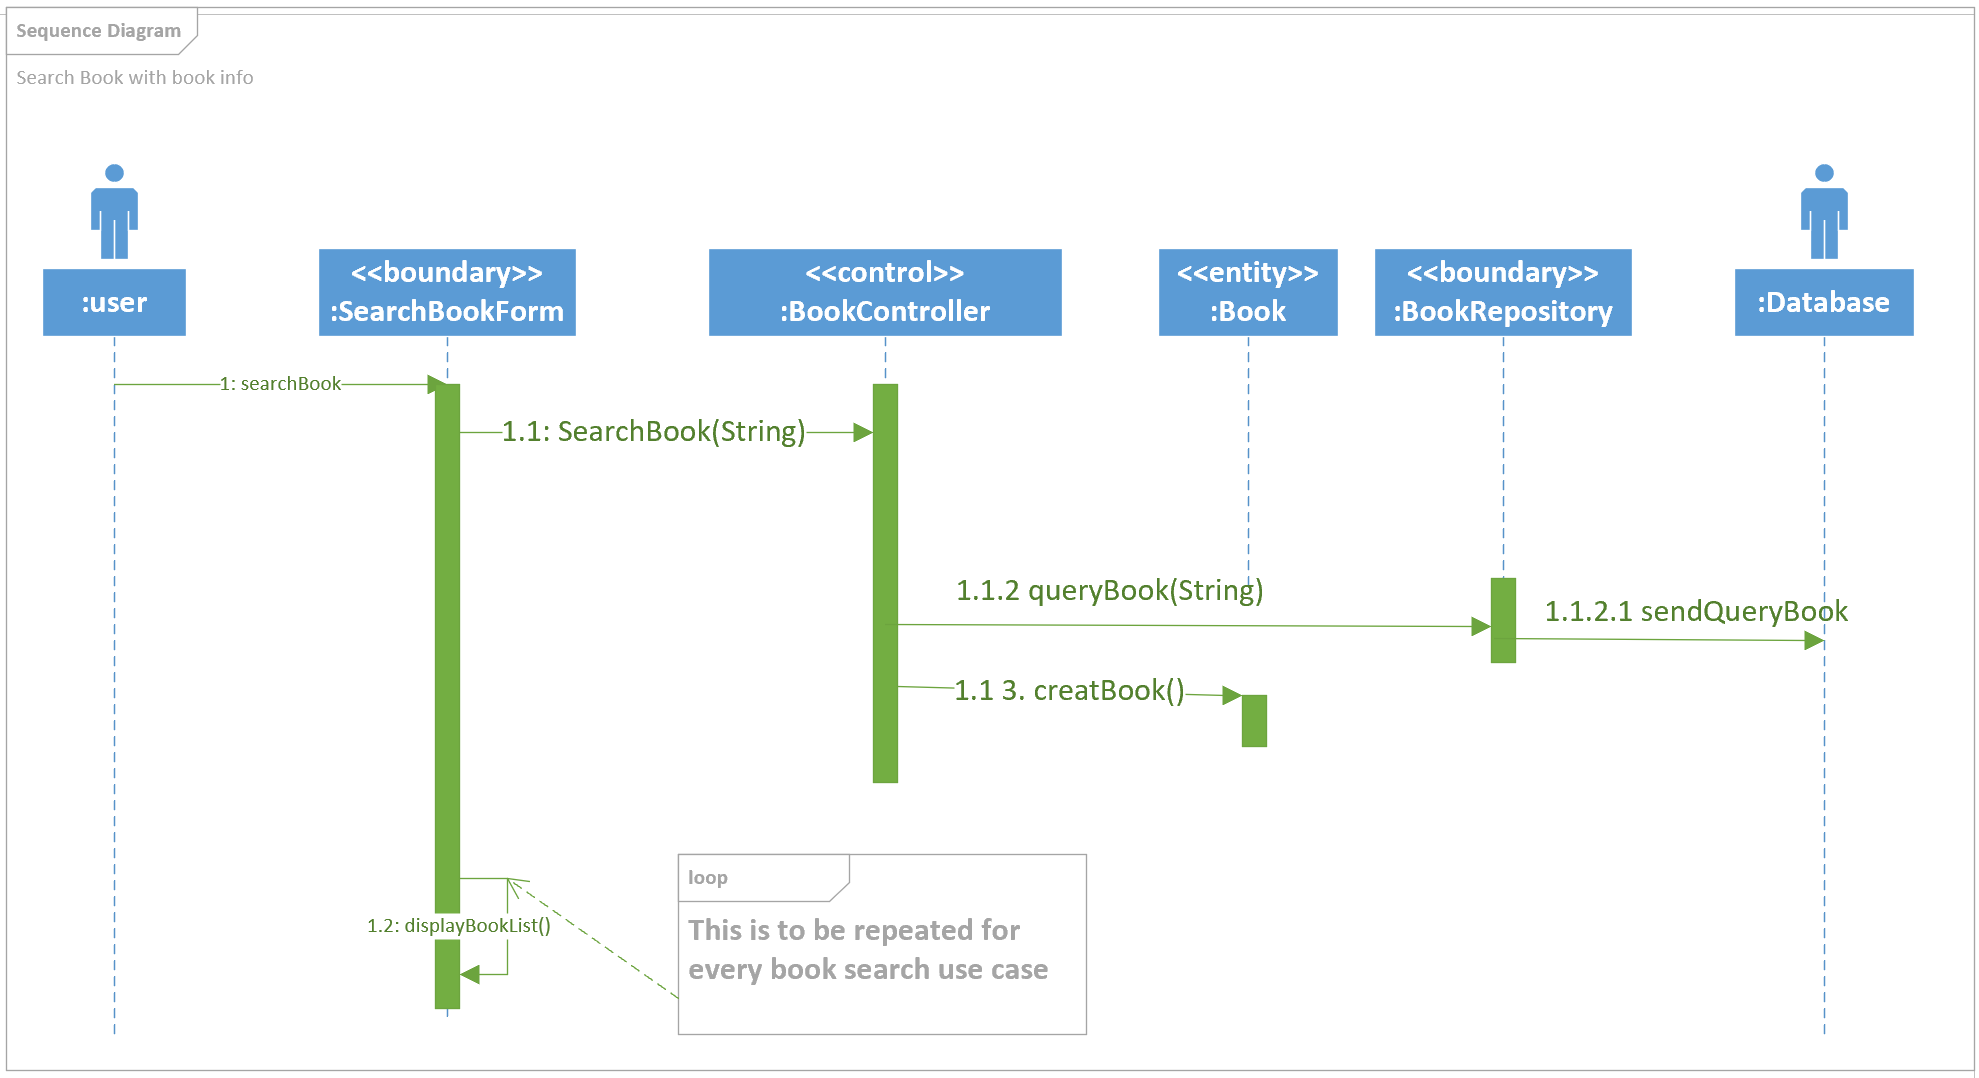 Sequence Diagram
Search Book with book info
:user
<<boundary>>
:SearchBookForm
<<control>>
:BookController
<<entity>>
:Book
<<boundary>>
:BookRepository
:Database
1: searchBook
1.1: SearchBook(String)
1.1.2 queryBook(String)
1.1.2.1 sendQueryBook
1.1 3. creatBook()
loop
This is to be repeated for
every book search use case
1.2: displayBookList()